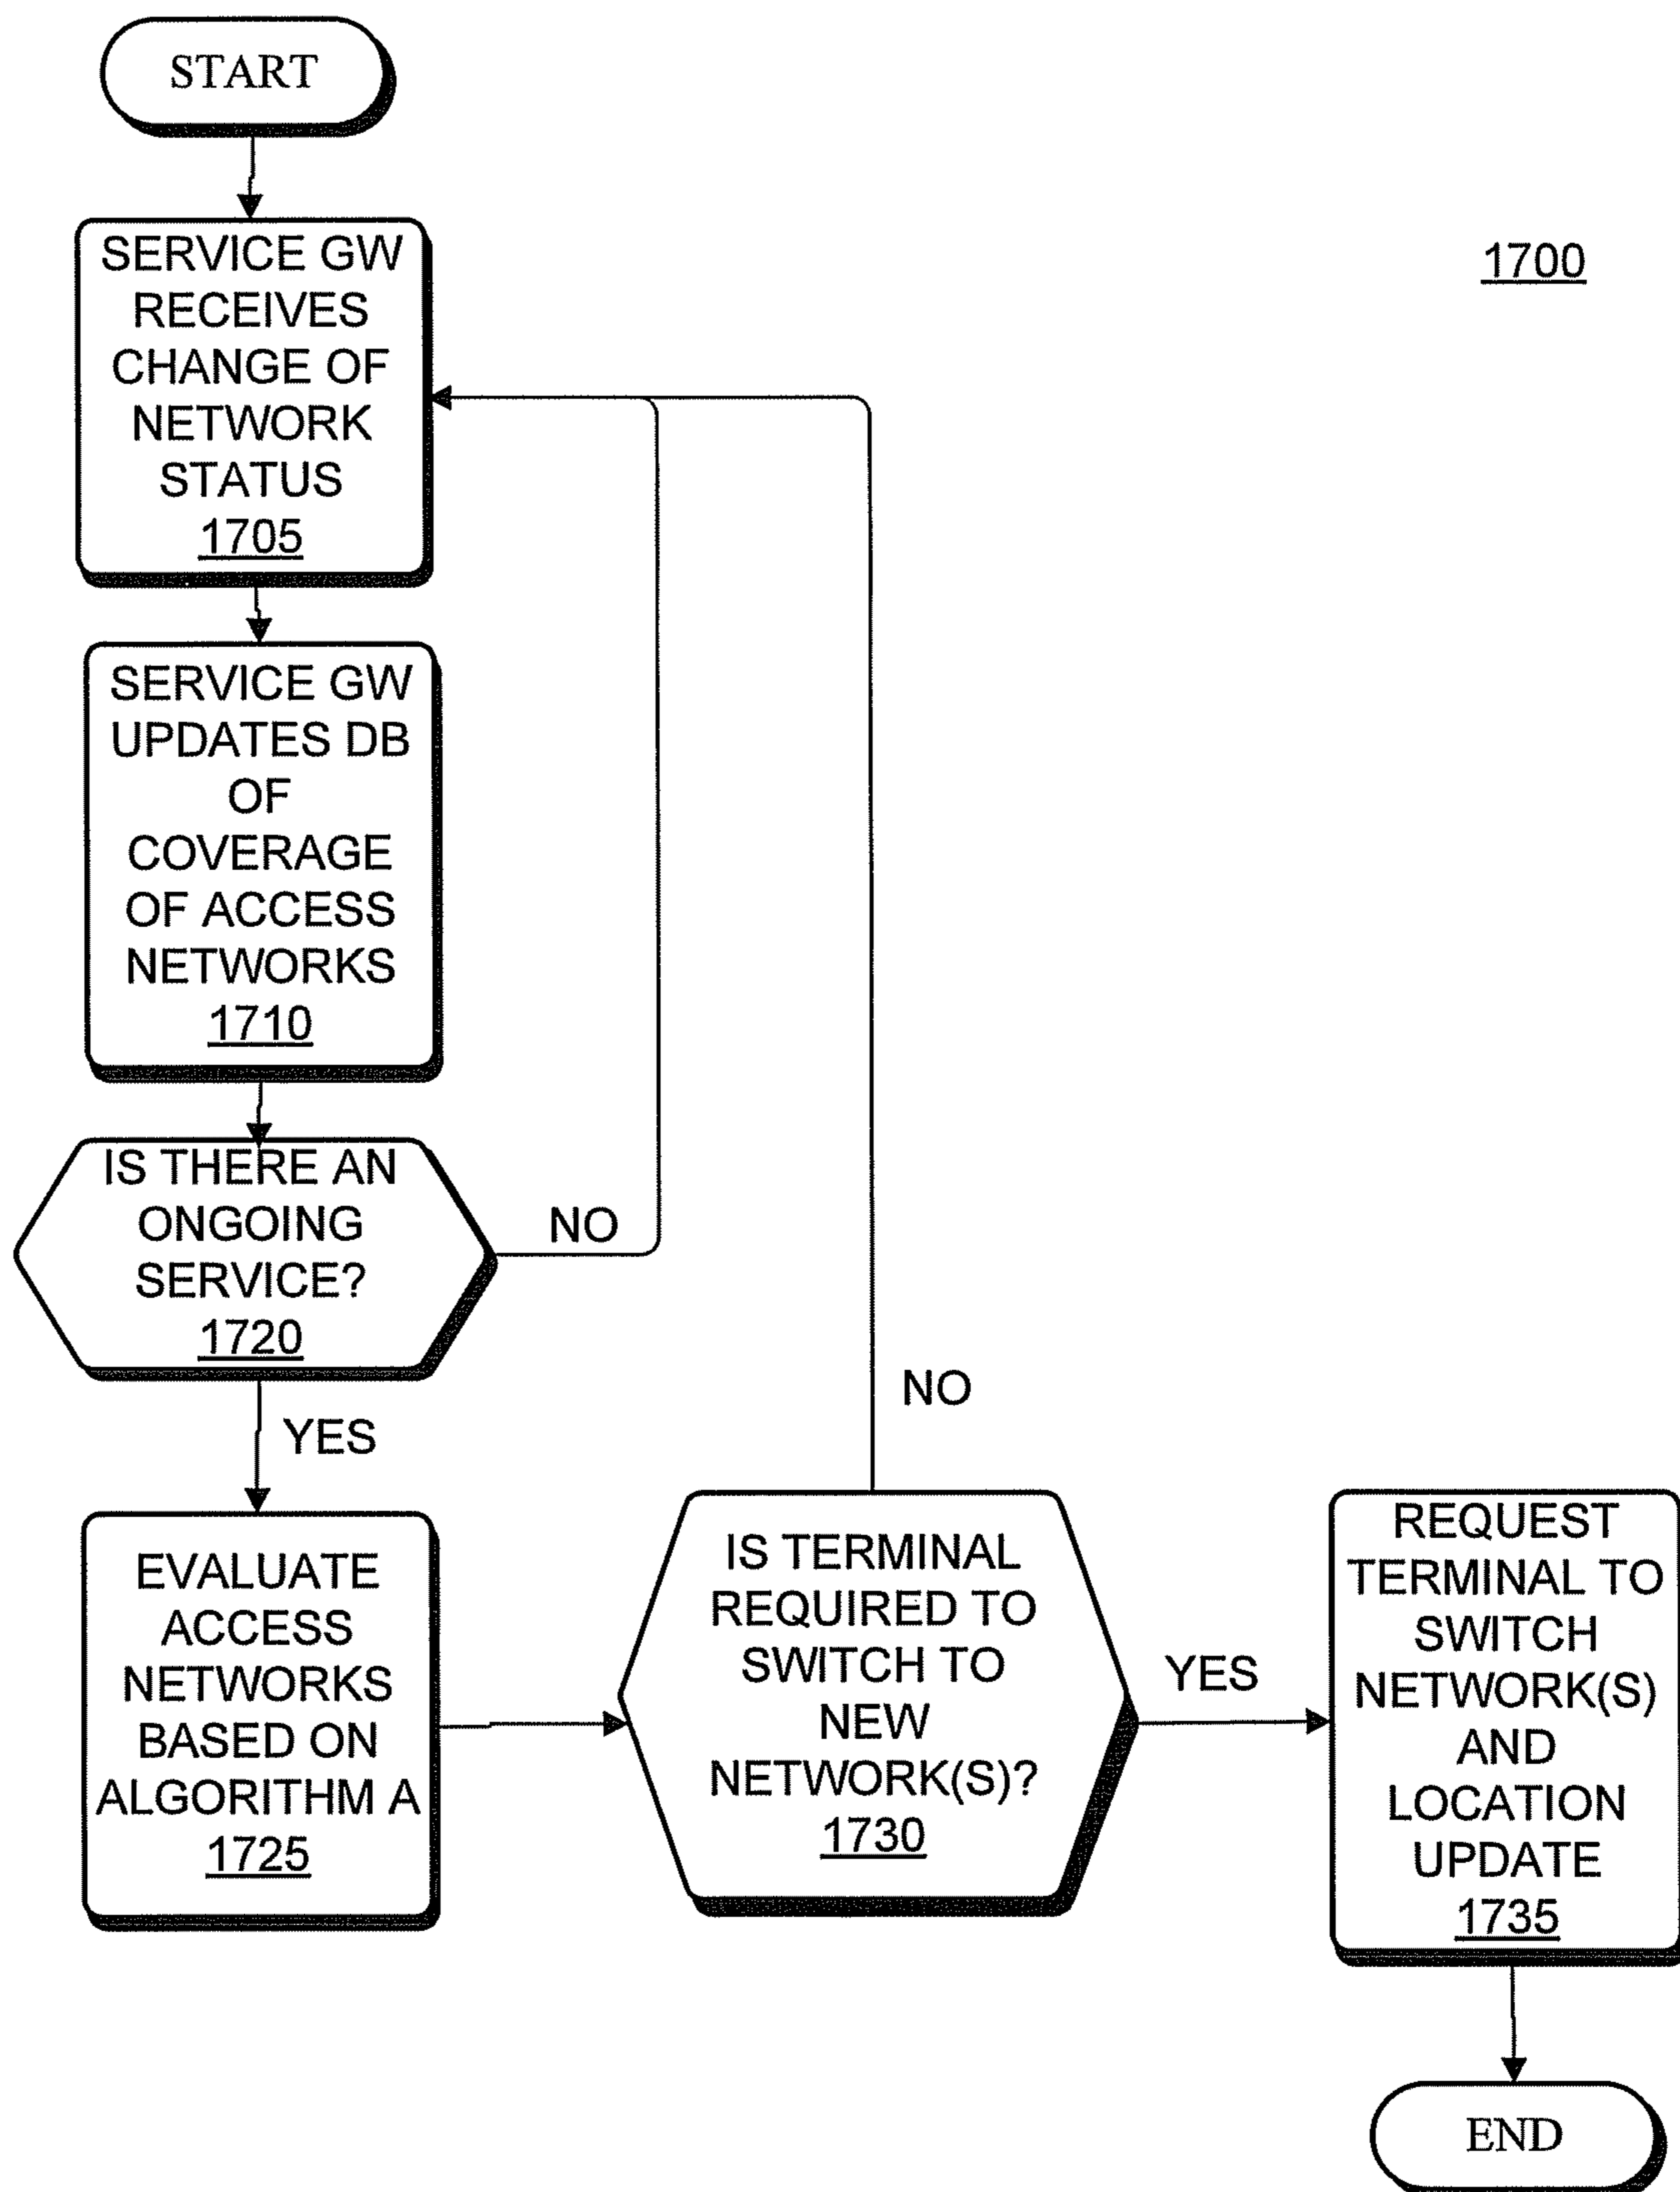 START
SERVICE GW
RECEIVES
CHANGE OF
NETWORK
STATUS
1705
1700
SERVICE GW
UPDATES DB
OF
COVERAGE
OF ACCESS
NETWORKS
1710
IS THERE AN
ONGOING
SERVICE?
1720
NO
YES
NO
EVALUATE
ACCESS
NETWORKS
BASED ON
ALGORITHM A
1725
IS TERMINAL
REQUIRED TO
SWITCH TO
NEW
NETWORK(S)?
1730
YES
REQUEST
TERMINAL TO
SWITCH
NETWORK(S)
AND
LOCATION
UPDATE
1735
END